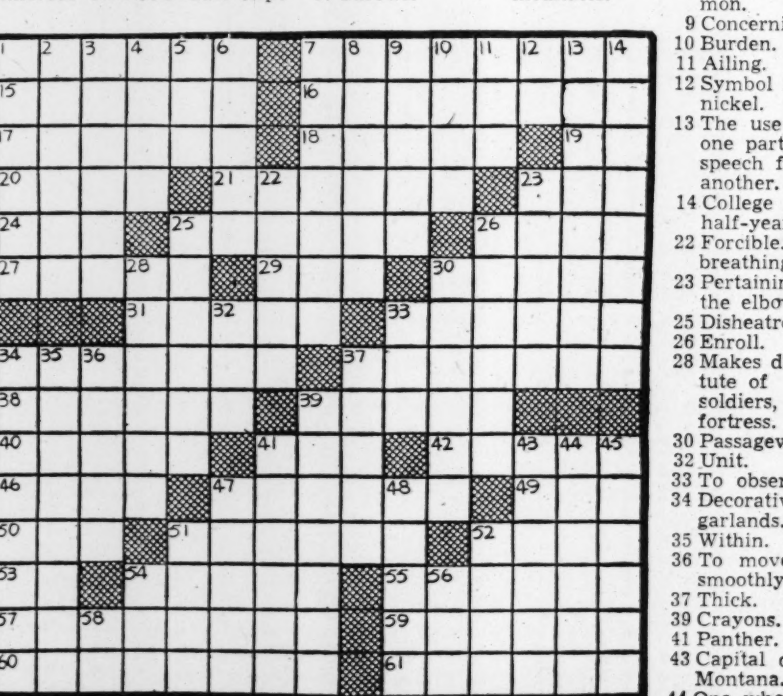 1 2 3 4 5 6 7 8 9 10 11 12 13 14
15 16
17 18 19
20 21 22 23
24 25 26
27 28 29 30
31 32 33
34 35 36 37
38 39
40 41 42 43 44 45
46 47 48 49
50 51 52
53 54 55 56
57 58 59
60 61
mon.
9 Concerni
10 Burden.
11 Ailing.
12 Symbol
nickel.
13 The use
one part
speech f
another.
14 College
half-yea
22 Forcible
breathing
23 Pertainin
the elbo
25 Disheatre
26 Enroll.
28 Makes d
tute of
soldiers,
fortress.
30 Passagew
32 Unit.
33 To obser
34 Decorativ
garlands.
35 Within.
36 To move
smoothly
37 Thick.
39 Crayons.
41 Panther.
43 Capital o
Montana.